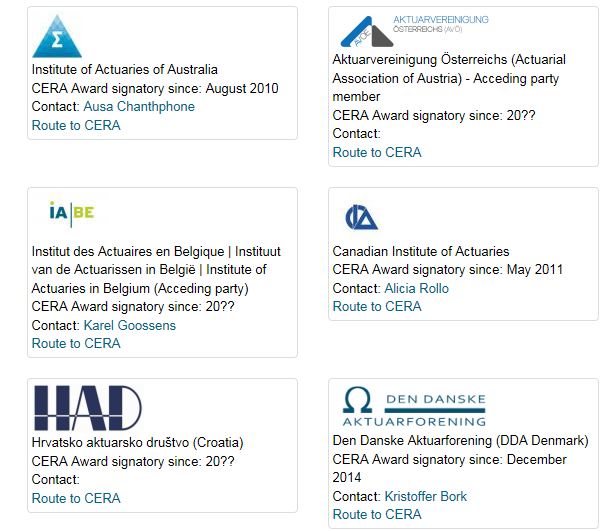 Σ
Institute of Actuaries of Australia
CERA Award signatory since: August 2010
Contact: Ausa Chanthphone
Route to CERA
AVÖ
AKTUARVEREINIGUNG
ÖSTERREICHS (AVÖ)
Aktuarvereinigung Österreichs (Actuarial
Association of Austria) - Acceding party
member
CERA Award signatory since: 20??
Contact:
Route to CERA
iA|BE
Institut des Actuaires en Belgique | Instituut
van de Actuarissen in België | Institute of
Actuaries in Belgium (Acceding party)
CERA Award signatory since: 20??
Contact: Karel Goossens
Route to CERA
Canadian Institute of Actuaries
CERA Award signatory since: May 2011
Contact: Alicia Rollo
Route to CERA
HAD
Hrvatsko aktuarsko društvo (Croatia)
CERA Award signatory since: 20??
Contact:
Route to CERA
DEN DANSKE
AKTUARFORENING
Den Danske Aktuarforening (DDA Denmark)
CERA Award signatory since: December
2014
Contact: Kristoffer Bork
Route to CERA